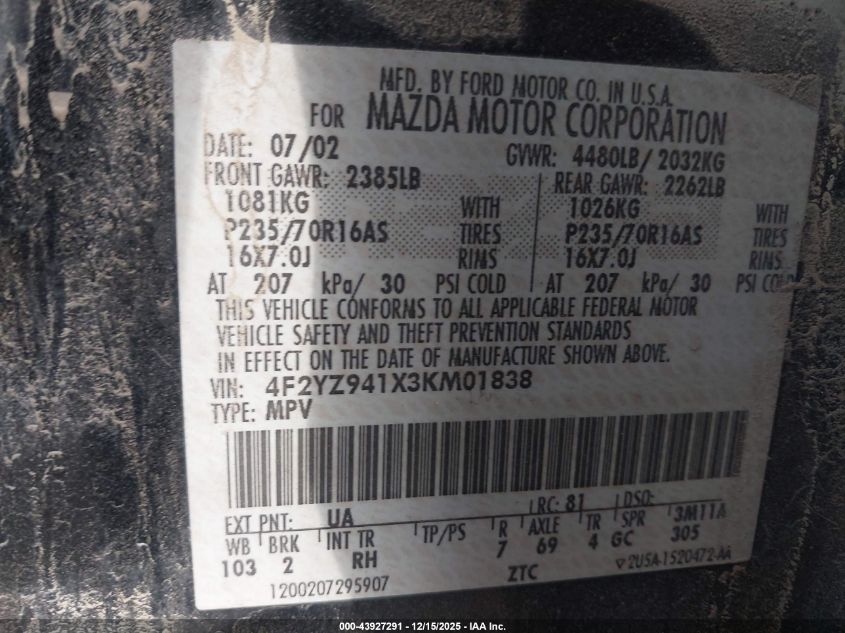 MFD. BY FORD MOTOR CO. IN U.S.A.
FOR MAZDA MOTOR CORPORATION
DATE: 07/02 GVWR: 4480LB/ 2032KG
FRONT GAWR: 2385LB REAR GAWR: 2262LB
1081KG WITH 1026KG WITH
P235/70R16AS TIRES P235/70R16AS TIRES
16X7.0J RIMS 16X7.0J RIMS
AT 207 kPa/ 30 PSI COLD AT 207 kPa/ 30 PSI COLD
THIS VEHICLE CONFORMS TO ALL APPLICABLE FEDERAL MOTOR
VEHICLE SAFETY AND THEFT PREVENTION STANDARDS
IN EFFECT ON THE DATE OF MANUFACTURE SHOWN ABOVE.
VIN: 4F2YZ941X3KM01838
TYPE: MPV
EXT PNT: UA RC: 81 DSO:
WB BRK INT TR TP/PS R AXLE TR SPR 3M11A
103 2 RH 7 69 4 GC 305
1200207295907 ZTC 2U5A-1520472-AA
000-43927291 - 12/15/2025 - IAA Inc.